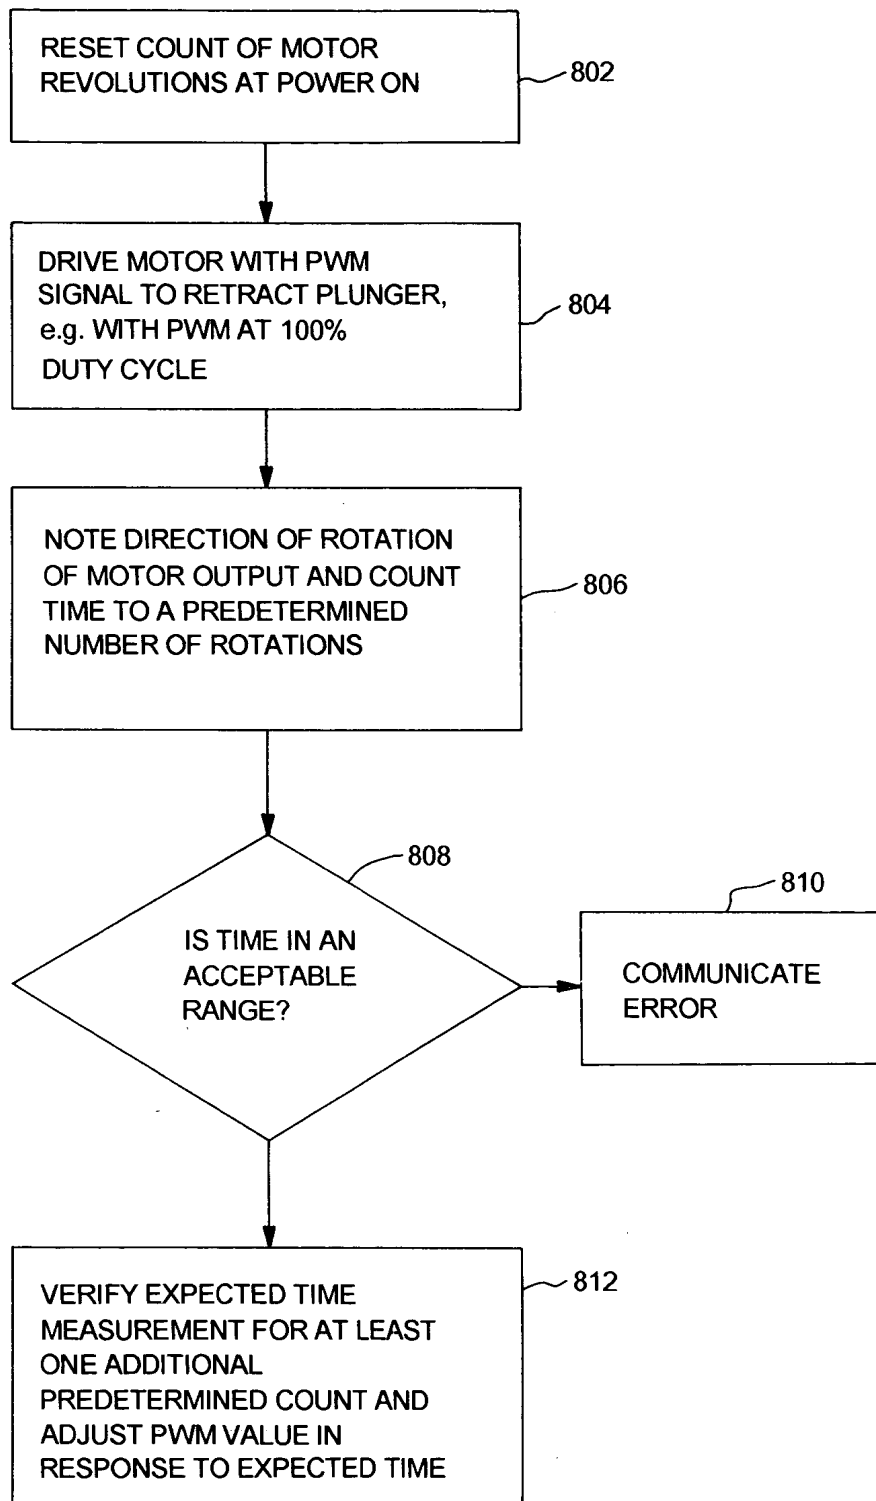 RESET COUNT OF MOTOR
REVOLUTIONS AT POWER ON
802
DRIVE MOTOR WITH PWM
SIGNAL TO RETRACT PLUNGER,
e.g. WITH PWM AT 100%
DUTY CYCLE
804
NOTE DIRECTION OF ROTATION
OF MOTOR OUTPUT AND COUNT
TIME TO A PREDETERMINED
NUMBER OF ROTATIONS
806
808
IS TIME IN AN
ACCEPTABLE
RANGE?
810
COMMUNICATE
ERROR
VERIFY EXPECTED TIME
MEASUREMENT FOR AT LEAST
ONE ADDITIONAL
PREDETERMINED COUNT AND
ADJUST PWM VALUE IN
RESPONSE TO EXPECTED TIME
812